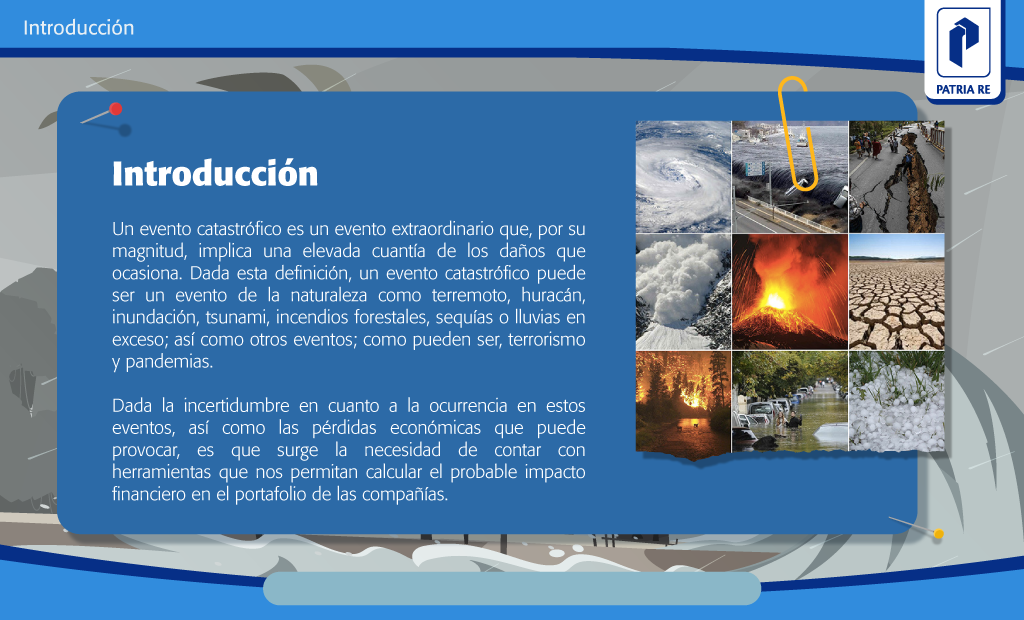 Introducción
PATRIA RE
Introducción
Un evento catastrófico es un evento extraordinario que, por su
magnitud, implica una elevada cuantía de los daños que
ocasiona. Dada esta definición, un evento catastrófico puede
ser un evento de la naturaleza como terremoto, huracán,
inundación, tsunami, incendios forestales, sequías o lluvias en
exceso; así como otros eventos; como pueden ser, terrorismo
y pandemias.
Dada la incertidumbre en cuanto a la ocurrencia en estos
eventos, así como las pérdidas económicas que puede
provocar, es que surge la necesidad de contar con
herramientas que nos permitan calcular el probable impacto
financiero en el portafolio de las compañías.